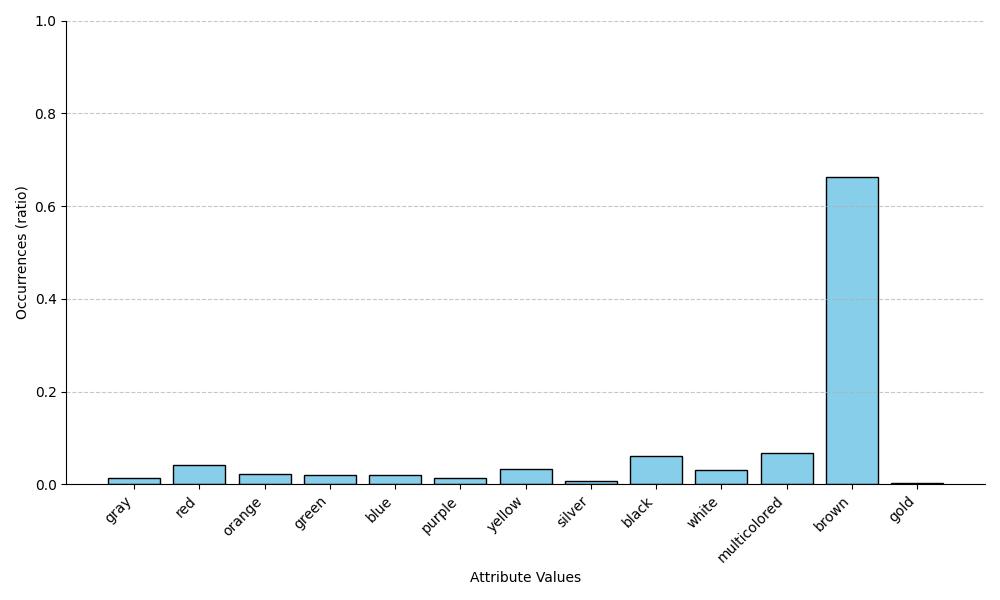 1.0
0.8
0.6
0.4
0.2
0.0
Occurrences (ratio)
gray
red
orange
green
blue
purple
yellow
silver
black
white
multicolored
brown
gold
Attribute Values